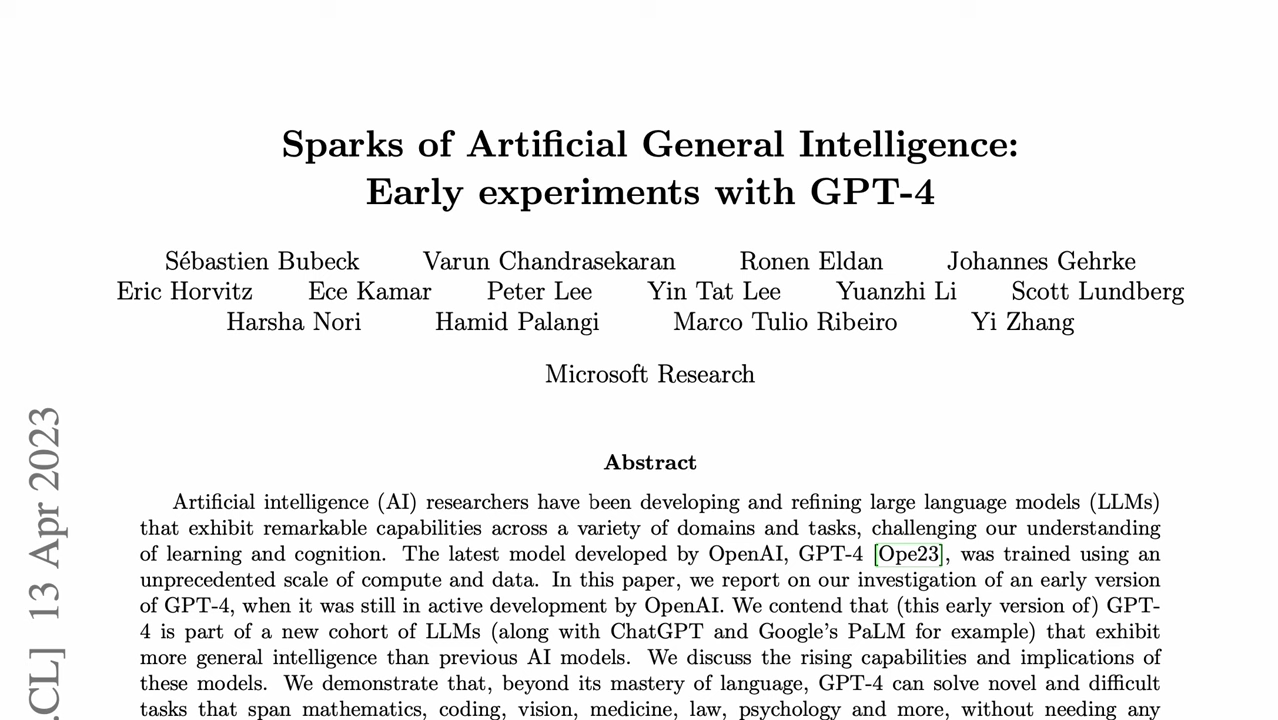 Sparks of Artificial General Intelligence:
Early experiments with GPT-4
Sébastien Bubeck Varun Chandrasekaran Ronen Eldan Johannes Gehrke
Eric Horvitz Ece Kamar Peter Lee Yin Tat Lee Yuanzhi Li Scott Lundberg
Harsha Nori Hamid Palangi Marco Tulio Ribeiro Yi Zhang
Microsoft Research
Abstract
Artificial intelligence (AI) researchers have been developing and refining large language models (LLMs)
that exhibit remarkable capabilities across a variety of domains and tasks, challenging our understanding
of learning and cognition. The latest model developed by OpenAI, GPT-4 [Ope23], was trained using an
unprecedented scale of compute and data. In this paper, we report on our investigation of an early version
of GPT-4, when it was still in active development by OpenAI. We contend that (this early version of) GPT-
4 is part of a new cohort of LLMs (along with ChatGPT and Google's PaLM for example) that exhibit
more general intelligence than previous AI models. We discuss the rising capabilities and implications of
these models. We demonstrate that, beyond its mastery of language, GPT-4 can solve novel and difficult
tasks that span mathematics, coding, vision, medicine, law, psychology and more, without needing any
.CL] 13 Apr 2023